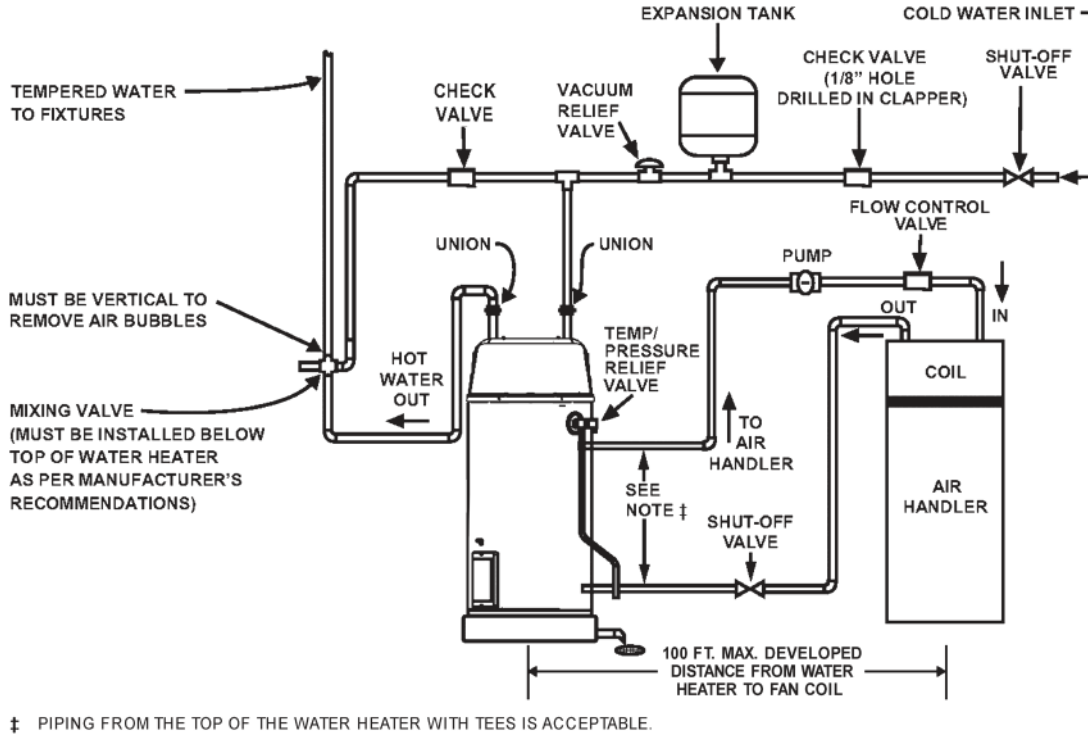 EXPANSION TANK
COLD WATER INLET
TEMPERED WATER
TO FIXTURES
CHECK
VALVE
VACUUM
RELIEF
VALVE
CHECK VALVE
(1/8” HOLE
DRILLED IN CLAPPER)
SHUT-OFF
VALVE
FLOW CONTROL
VALVE
UNION
UNION
PUMP
IN
OUT
MUST BE VERTICAL TO
REMOVE AIR BUBBLES
HOT
WATER
OUT
TEMP/
PRESSURE
RELIEF
VALVE
COIL
MIXING VALVE
(MUST BE INSTALLED BELOW
TOP OF WATER HEATER
AS PER MANUFACTURER’S
RECOMMENDATIONS)
TO
AIR
HANDLER
SEE
NOTE ‡
SHUT-OFF
VALVE
AIR
HANDLER
100 FT. MAX. DEVELOPED
DISTANCE FROM WATER
HEATER TO FAN COIL
‡ PIPING FROM THE TOP OF THE WATER HEATER WITH TEES IS ACCEPTABLE.